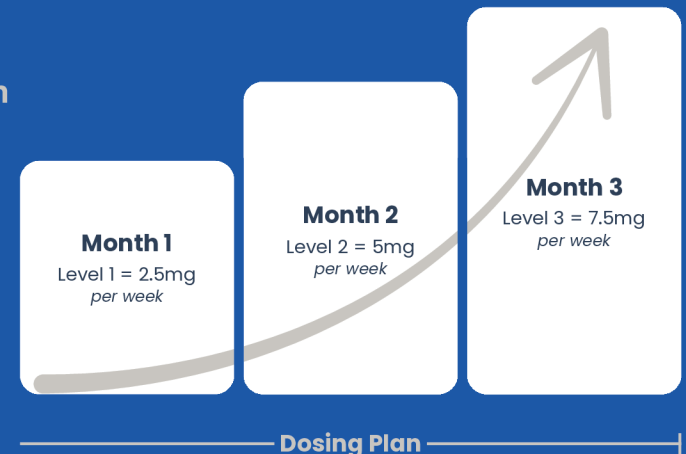 Month 1
Level 1 = 2.5mg
per week
Month 2
Level 2 = 5mg
per week
Month 3
Level 3 = 7.5mg
per week
Dosing Plan